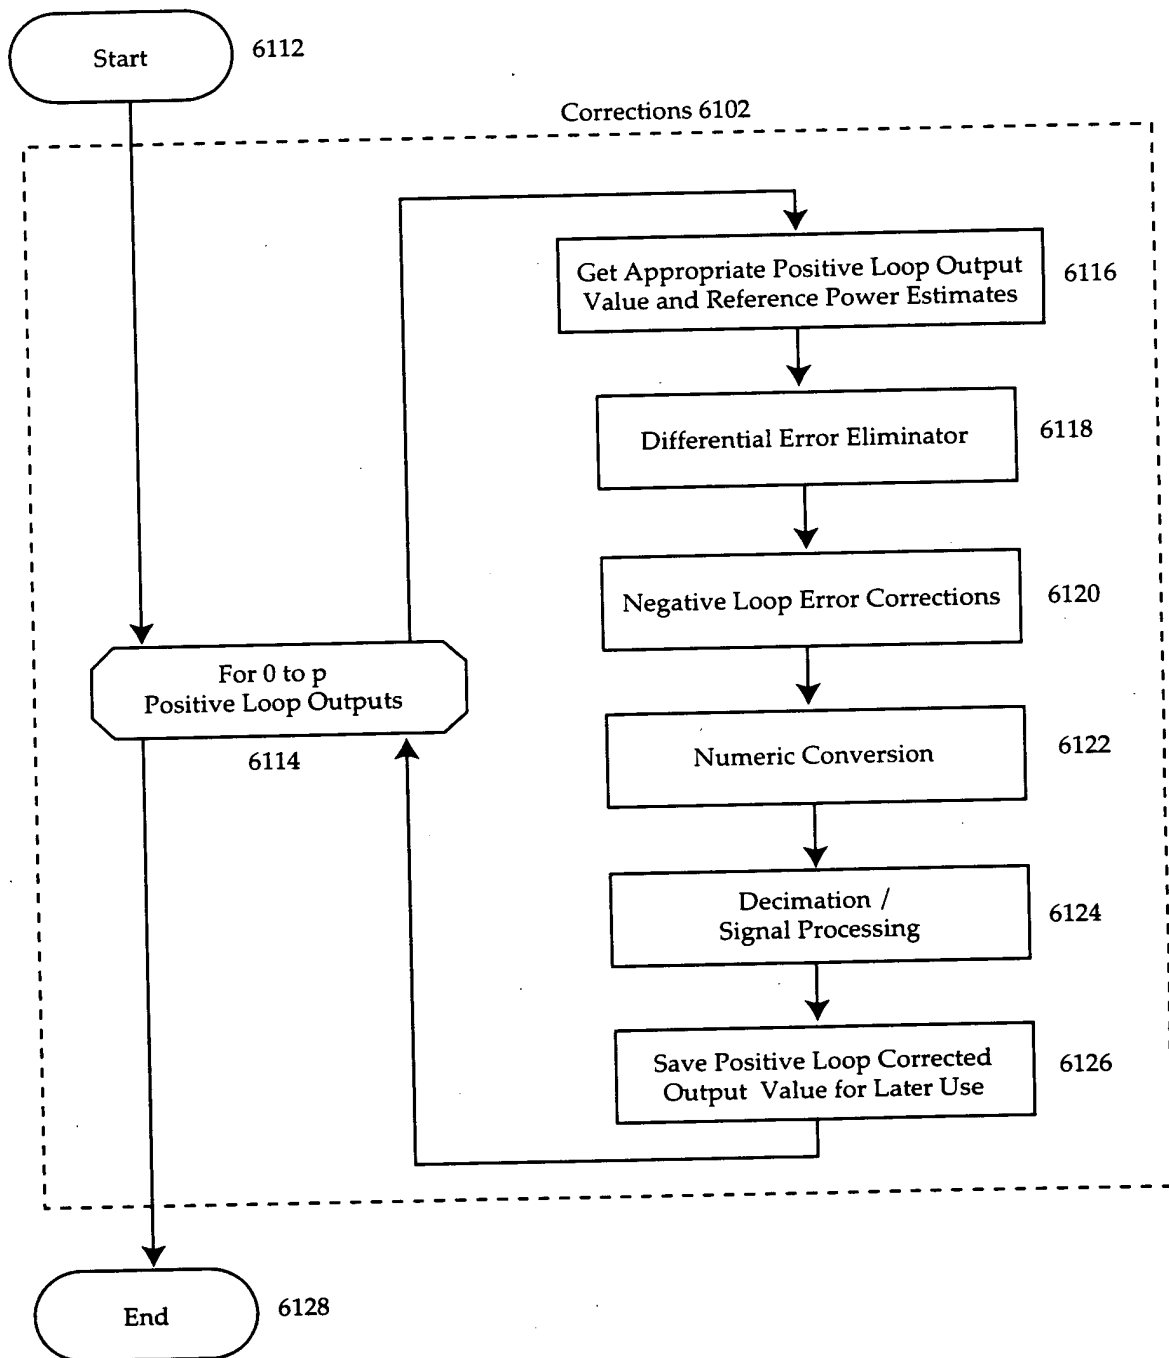 Start
6112
Corrections 6102
Get Appropriate Positive Loop Output
Value and Reference Power Estimates
6116
Differential Error Eliminator
6118
Negative Loop Error Corrections
6120
For 0 to p
Positive Loop Outputs
6114
Numeric Conversion
6122
Decimation /
Signal Processing
6124
Save Positive Loop Corrected
Output Value for Later Use
6126
End
6128